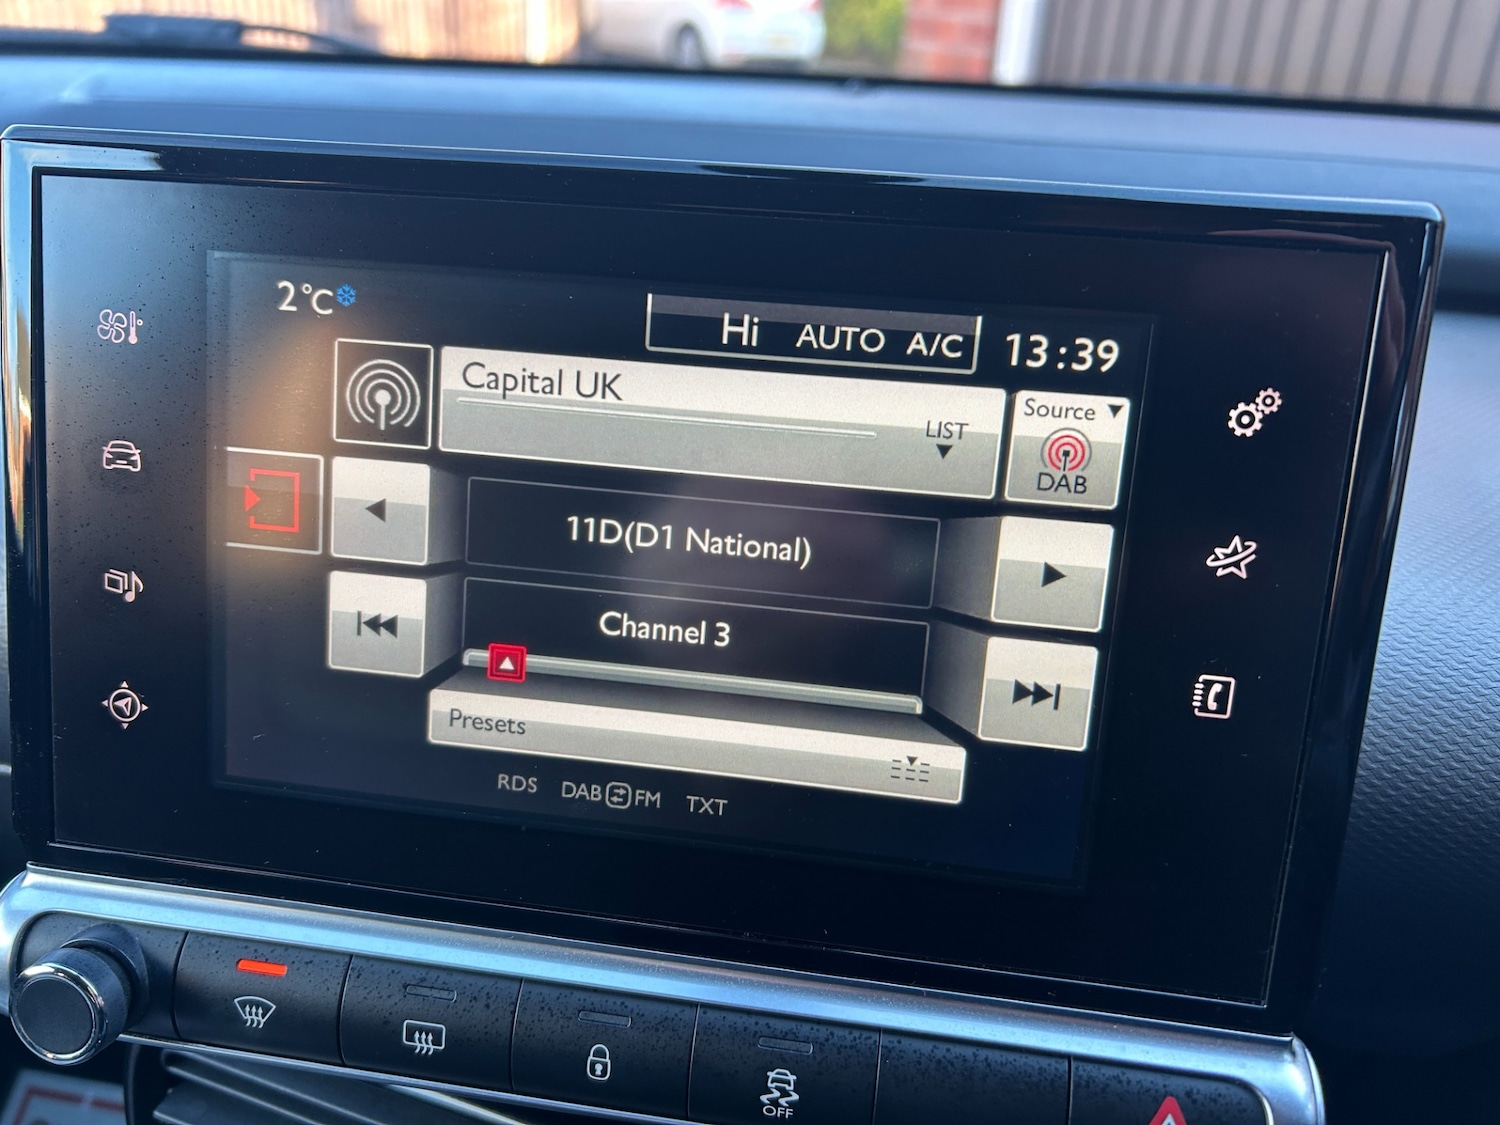 2°C
Hi AUTO A/C
13:39
Capital UK
LIST
Source
DAB
11D(D1 National)
Channel 3
Presets
RDS DAB FM TXT
OFF